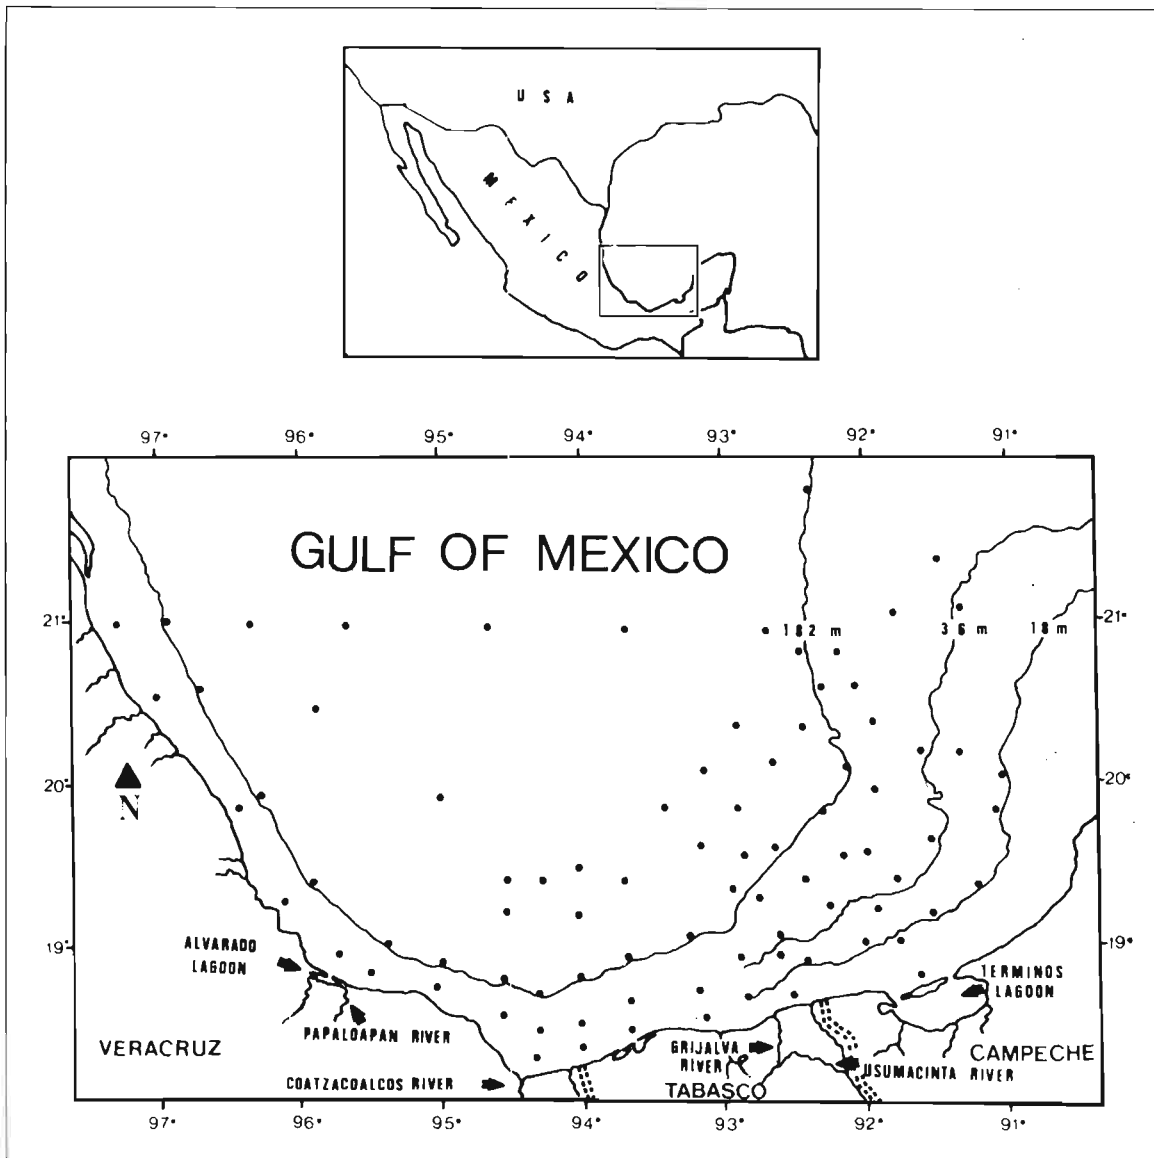 USA
MEXICO
97° 96° 95° 94° 93° 92° 91°
GULF OF MEXICO
21° 21°
182 m 36 m 18 m
20° 20°
N
19° 19°
ALVARADO
LAGOON
TERMINOS
LAGOON
PAPALOAPAN RIVER
VERACRUZ
GRIJALVA
RIVER
CAMPECHE
USUMACINTA RIVER
COATZACOALCOS RIVER
TABASCO
97° 96° 95° 94° 93° 92° 91°